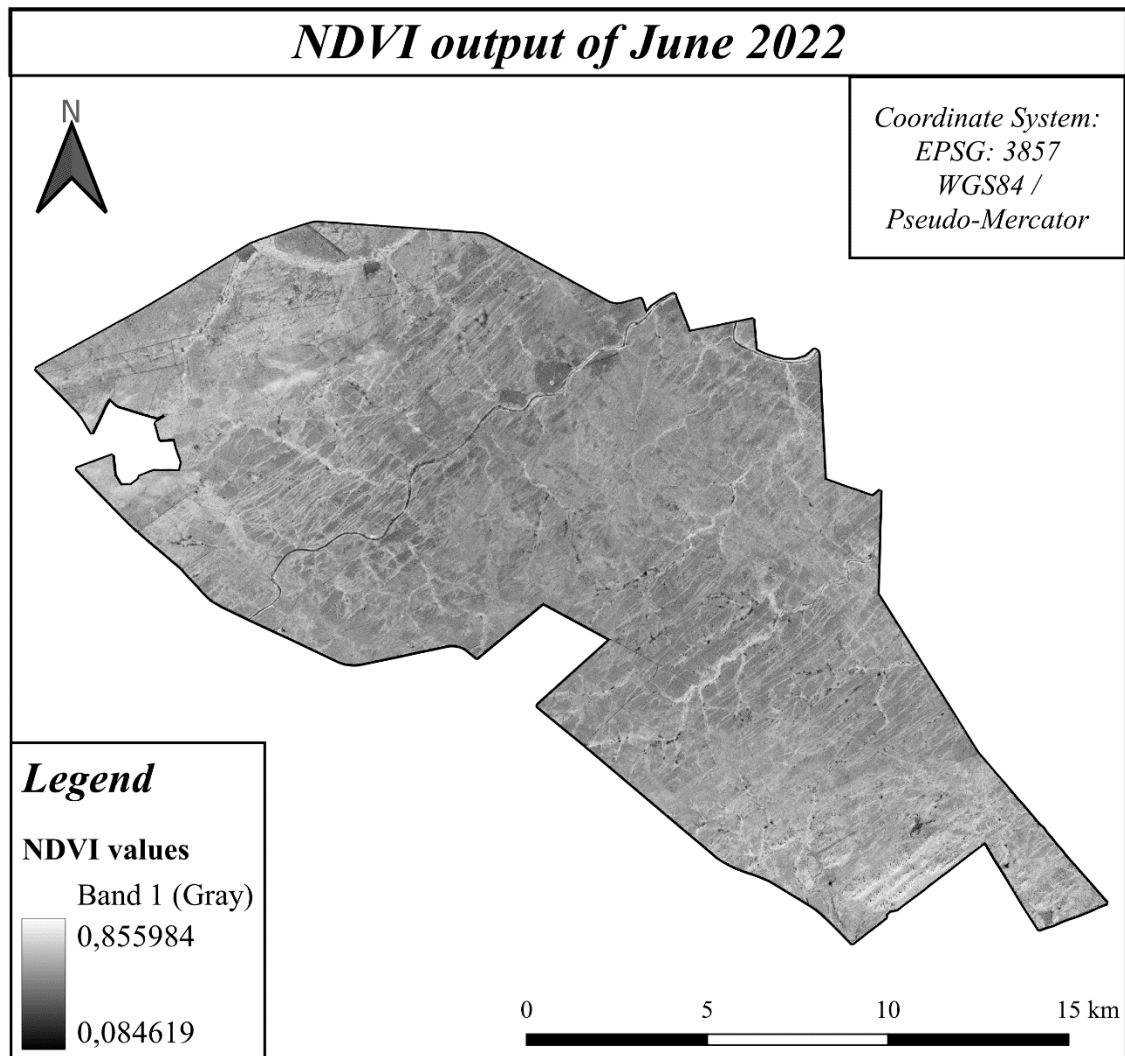 NDVI output of June 2022
N
Coordinate System:
EPSG: 3857
WGS84 /
Pseudo-Mercator
Legend
NDVI values
Band 1 (Gray)
0,855984
0,084619
0 5 10 15 km